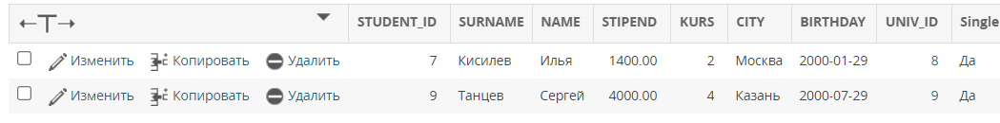 STUDENT_ID SURNAME NAME STIPEND KURS CITY BIRTHDAY UNIV_ID Single
Изменить Копировать Удалить 7 Кисилев Илья 1400.00 2 Москва 2000-01-29 8 Да
Изменить Копировать Удалить 9 Танцев Сергей 4000.00 4 Казань 2000-07-29 9 Да